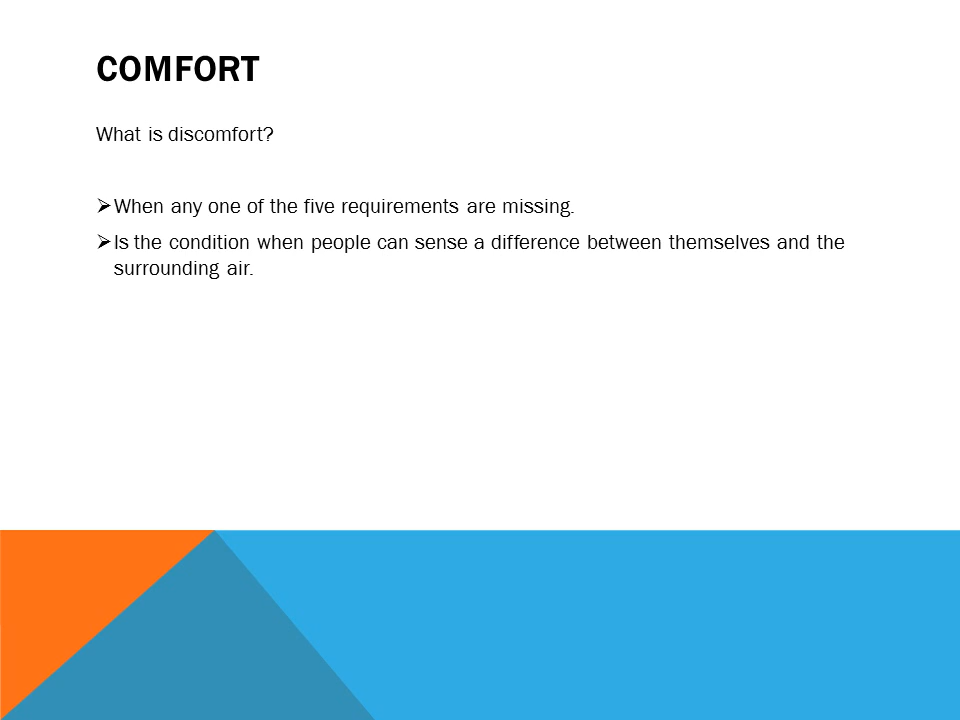 COMFORT
What is discomfort?
➢When any one of the five requirements are missing.
➢Is the condition when people can sense a difference between themselves and the
surrounding air.